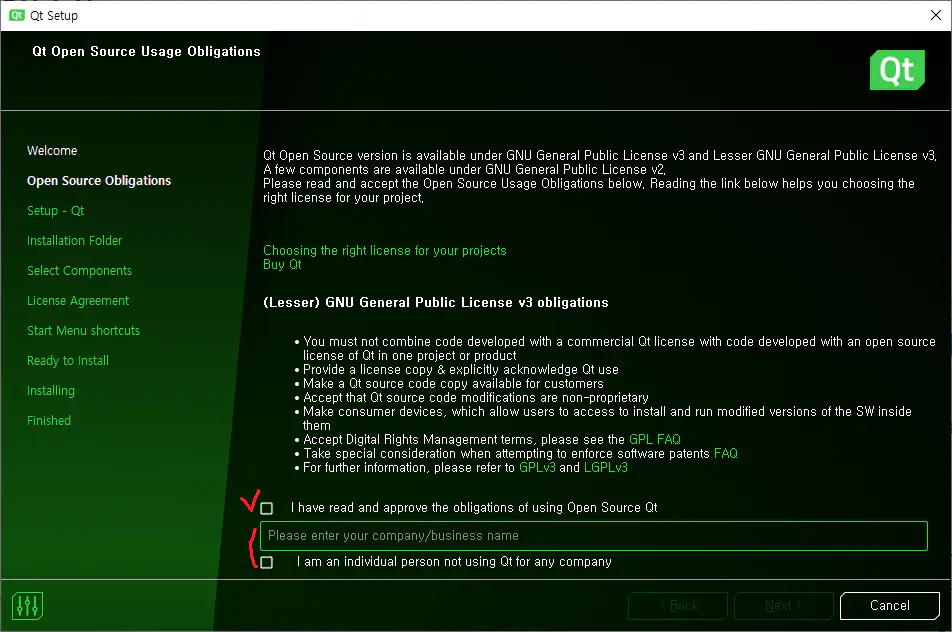 Qt Qt Setup
Qt Open Source Usage Obligations
Qt
Welcome
Open Source Obligations
Setup - Qt
Installation Folder
Select Components
License Agreement
Start Menu shortcuts
Ready to Install
Installing
Finished
Qt Open Source version is available under GNU General Public License v3 and Lesser GNU General Public License v3.
A few components are available under GNU General Public License v2.
Please read and accept the Open Source Usage Obligations below. Reading the link below helps you choosing the
right license for your project.
Choosing the right license for your projects
Buy Qt
(Lesser) GNU General Public License v3 obligations
• You must not combine code developed with a commercial Qt license with code developed with an open source
license of Qt in one project or product
• Provide a license copy & explicitly acknowledge Qt use
• Make a Qt source code copy available for customers
• Accept that Qt source code modifications are non-proprietary
• Make consumer devices, which allow users to access to install and run modified versions of the SW inside
them
• Accept Digital Rights Management terms, please see the GPL FAQ
• Take special consideration when attempting to enforce software patents FAQ
• For further information, please refer to GPLv3 and LGPLv3
I have read and approve the obligations of using Open Source Qt
Please enter your company/business name
I am an individual person not using Qt for any company
< Back
Next >
Cancel